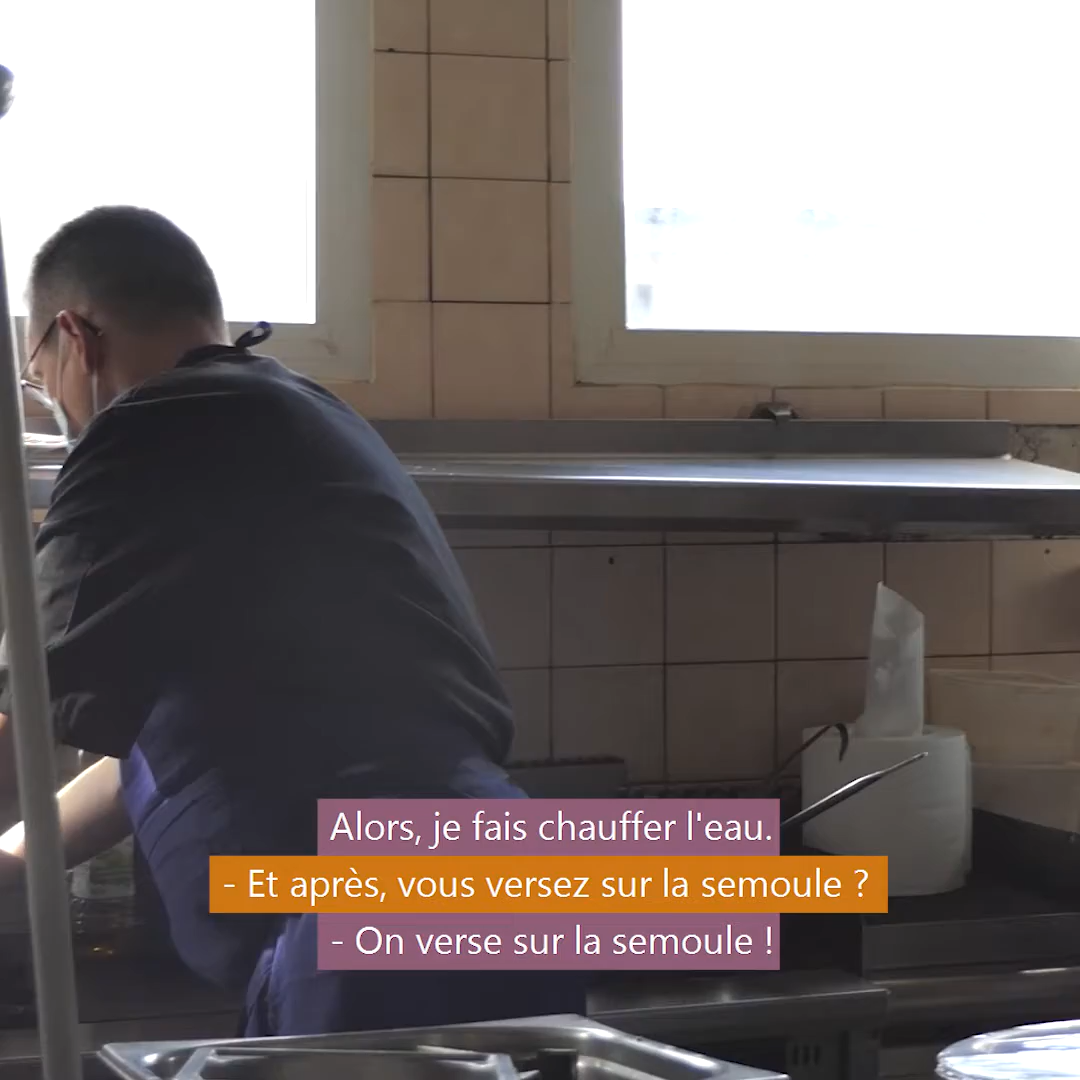 Alors, je fais chauffer l'eau.
- Et après, vous versez sur la semoule ?
- On verse sur la semoule !